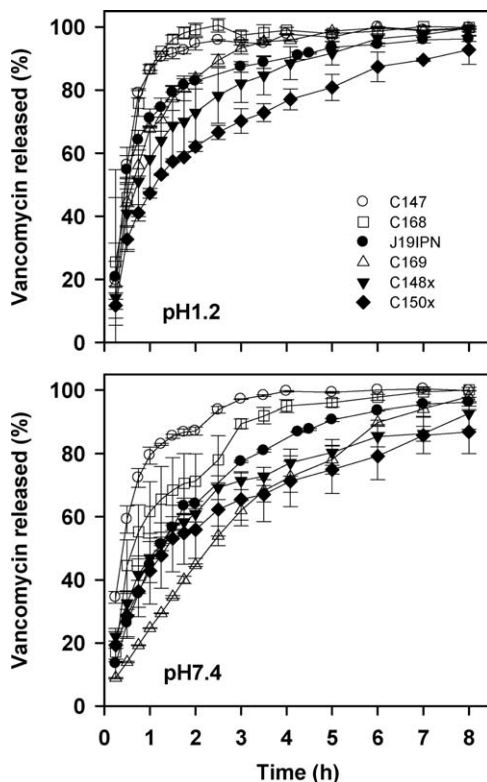 Vancomycin released (%)
100
80
60
40
20
0
C147
C168
J19IPN
C169
C148x
C150x
pH1.2
Vancomycin released (%)
100
80
60
40
20
0
pH7.4
0 1 2 3 4 5 6 7 8
Time (h)